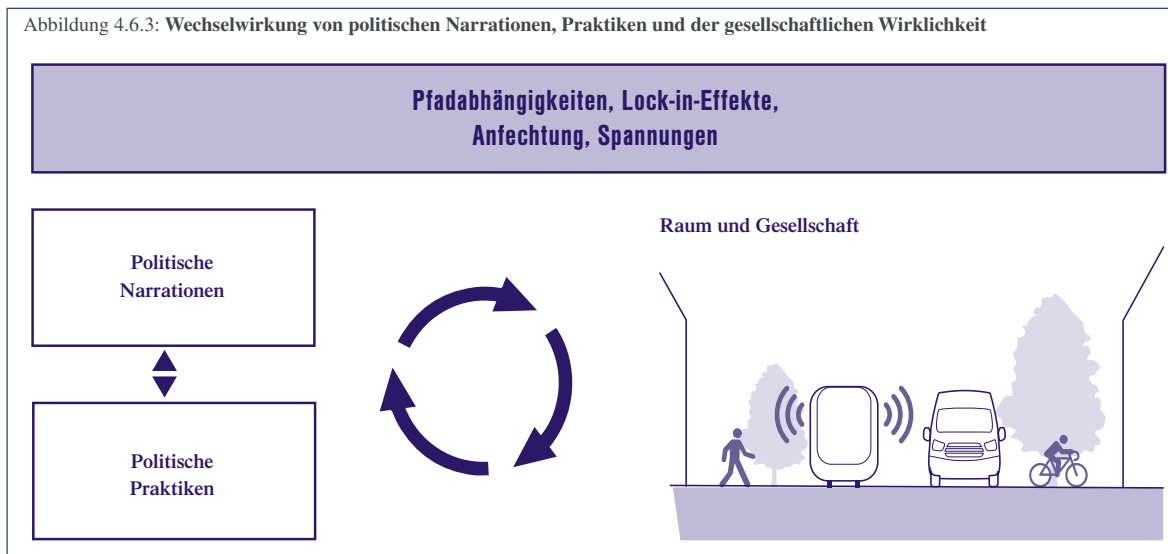 Abbildung 4.6.3: Wechselwirkung von politischen Narrationen, Praktiken und der gesellschaftlichen Wirklichkeit
Pfadabhängigkeiten, Lock-in-Effekte,
Anfechtung, Spannungen
Politische
Narrationen
Politische
Praktiken
Raum und Gesellschaft